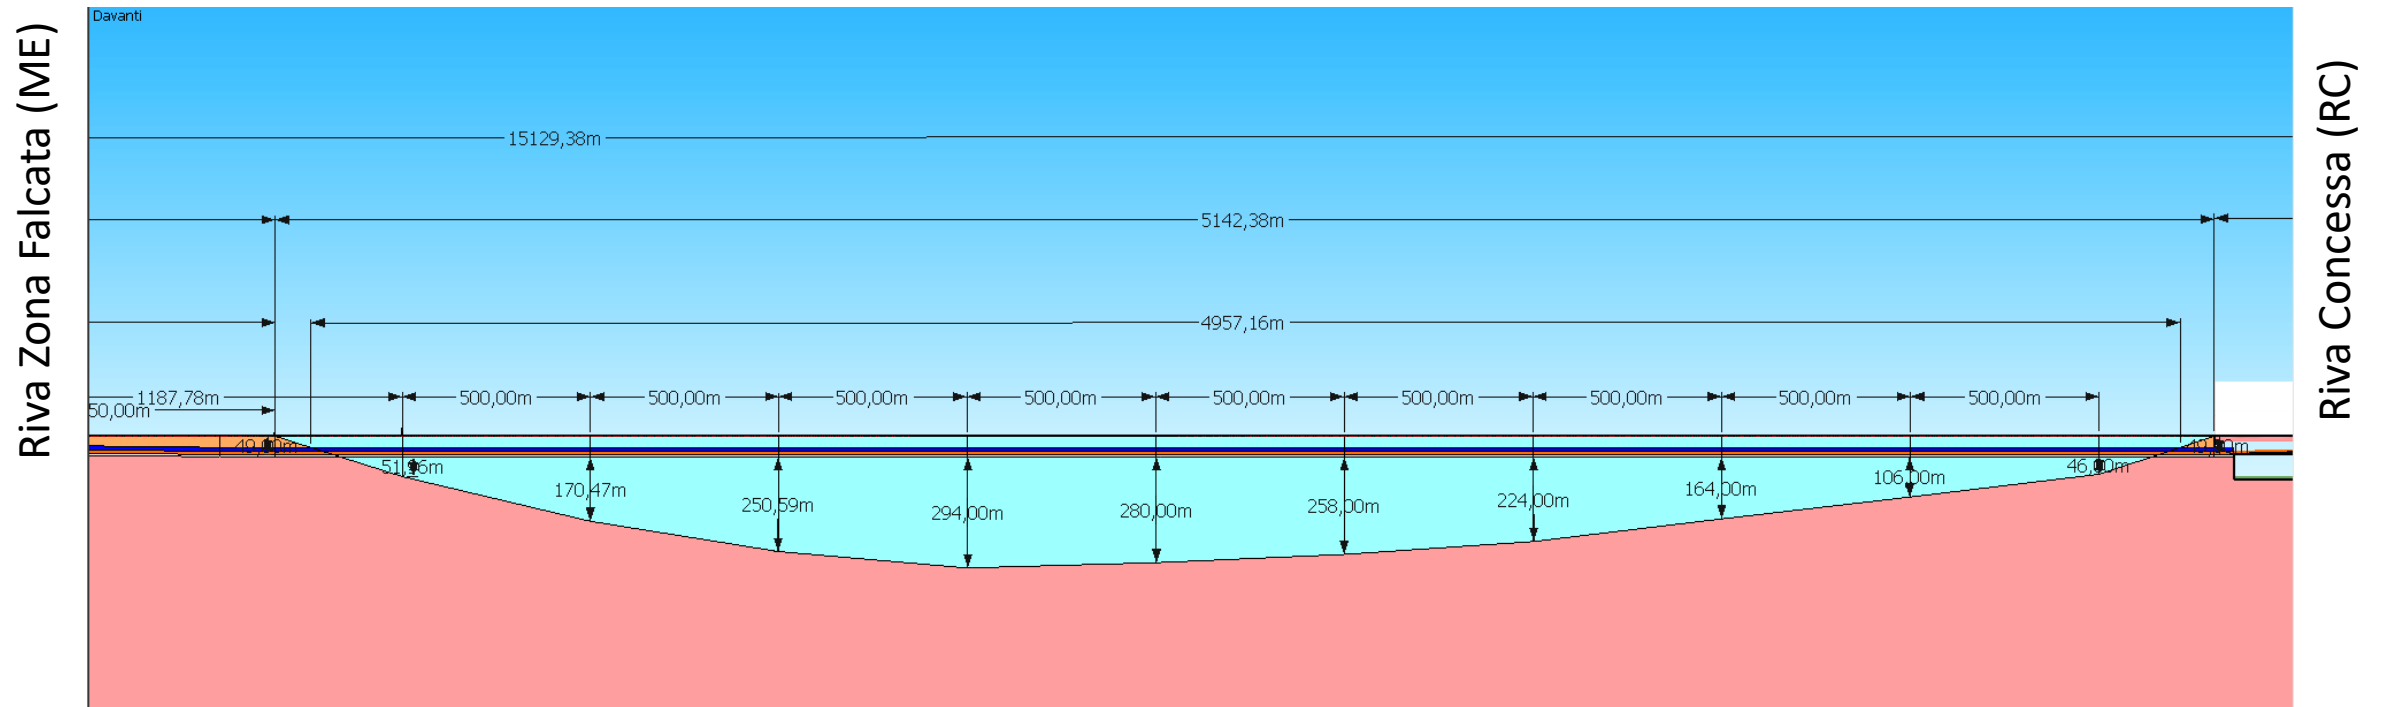 Davanti
Riva Zona Falcata (ME)
Riva Concessa (RC)
15129,38m
5142,38m
4957,16m
1187,78m 500,00m 500,00m 500,00m 500,00m 500,00m 500,00m 500,00m 500,00m 500,00m
50,00m
170,47m
250,59m
294,00m
280,00m
258,00m
224,00m
164,00m
106,00m
46,00m